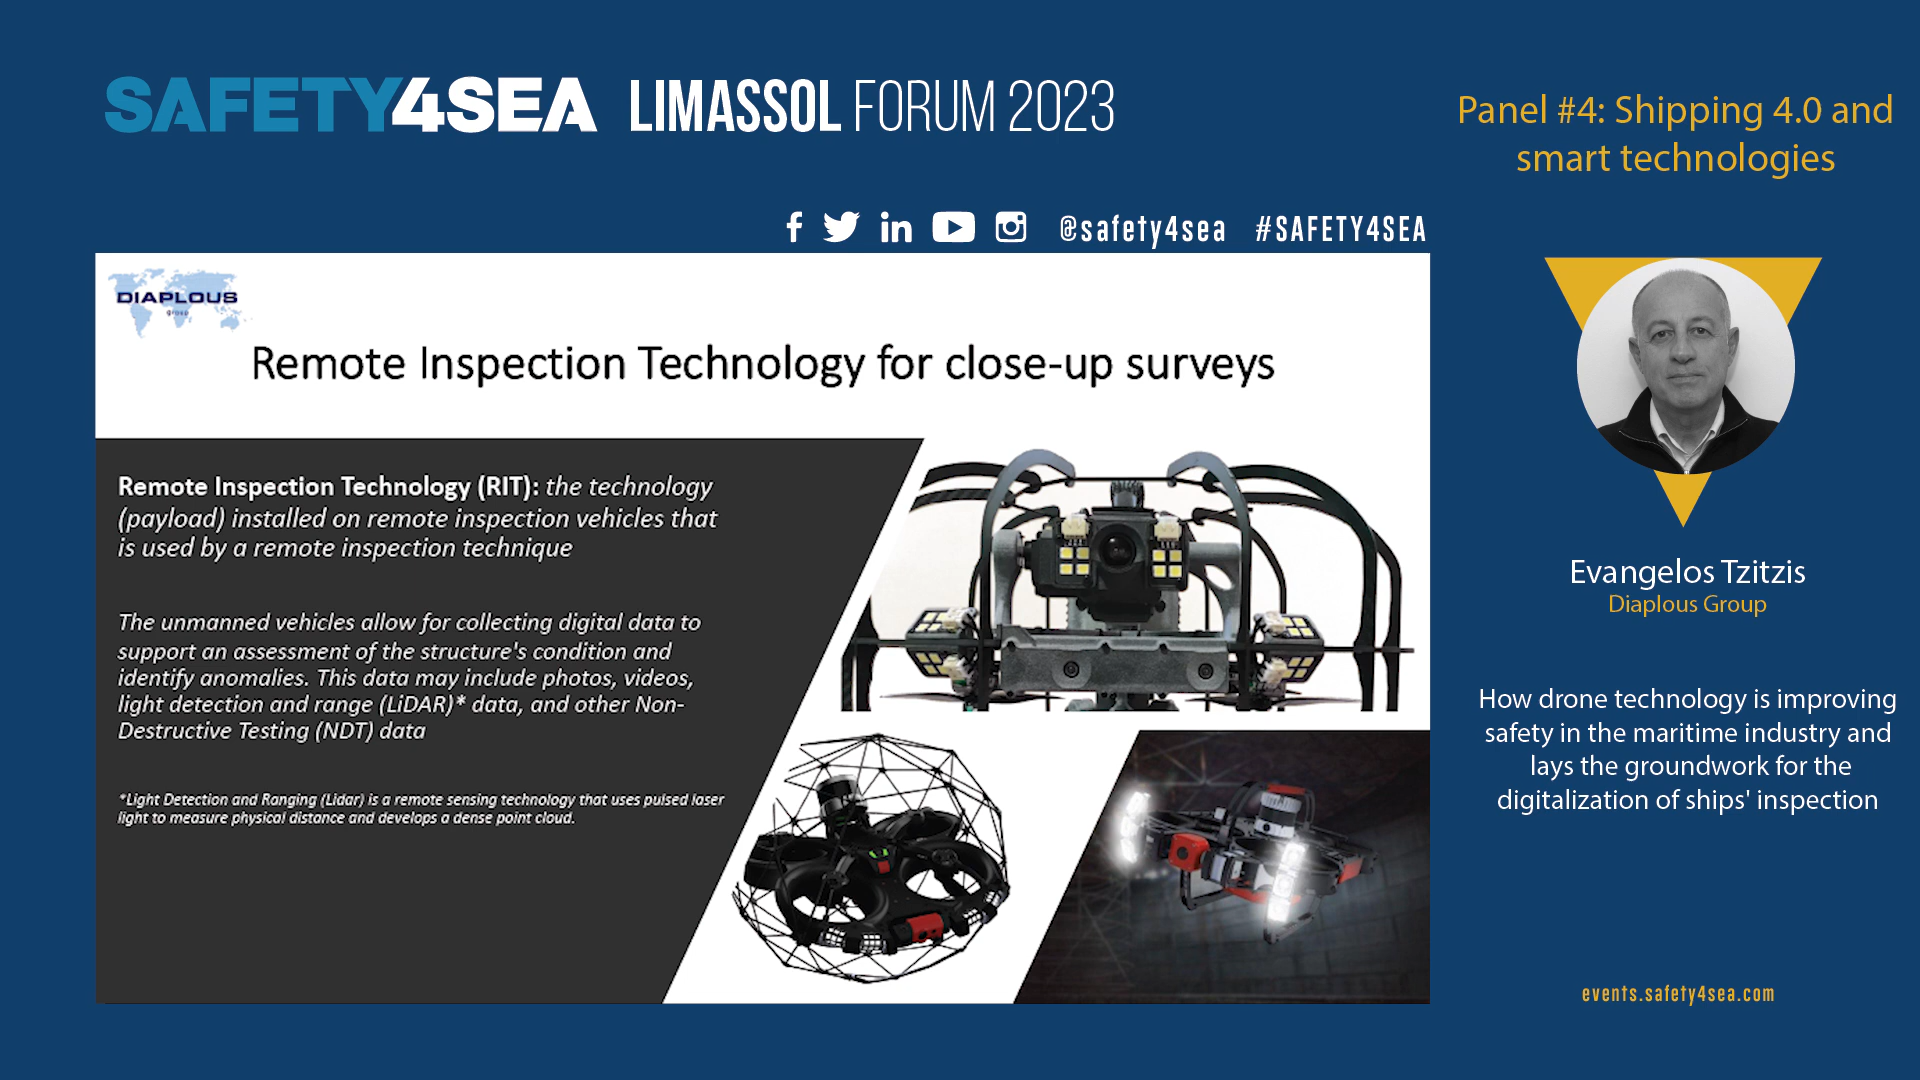 SAFETY4SEA LIMASSOL FORUM 2023
@safety4sea #SAFETY4SEA
DIAPLOUS
group
Remote Inspection Technology for close-up surveys
Remote Inspection Technology (RIT): the technology
(payload) installed on remote inspection vehicles that
is used by a remote inspection technique
The unmanned vehicles allow for collecting digital data to
support an assessment of the structure's condition and
identify anomalies. This data may include photos, videos,
light detection and range (LiDAR)* data, and other Non-
Destructive Testing (NDT) data
*Light Detection and Ranging (Lidar) is a remote sensing technology that uses pulsed laser
light to measure physical distance and develops a dense point cloud.
Panel #4: Shipping 4.0 and
smart technologies
Evangelos Tzitzis
Diaplous Group
How drone technology is improving
safety in the maritime industry and
lays the groundwork for the
digitalization of ships' inspection
events.safety4sea.com